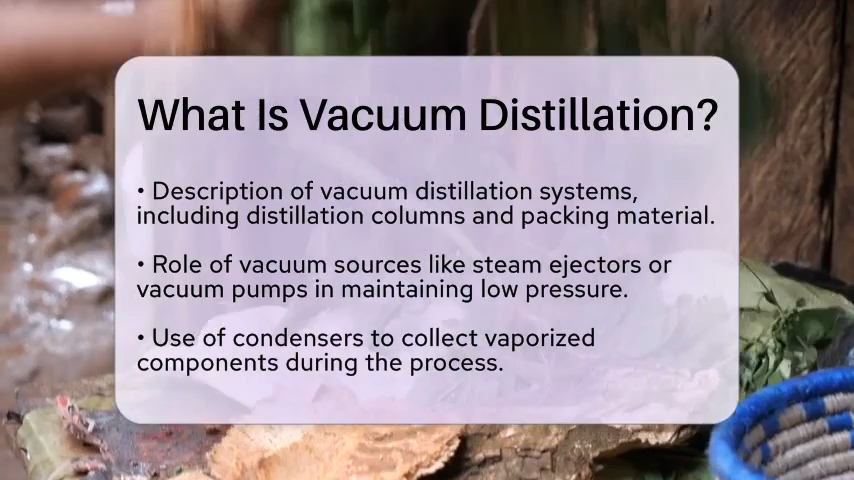 What Is Vacuum Distillation?
• Description of vacuum distillation systems,
including distillation columns and packing material.
• Role of vacuum sources like steam ejectors or
vacuum pumps in maintaining low pressure.
• Use of condensers to collect vaporized
components during the process.